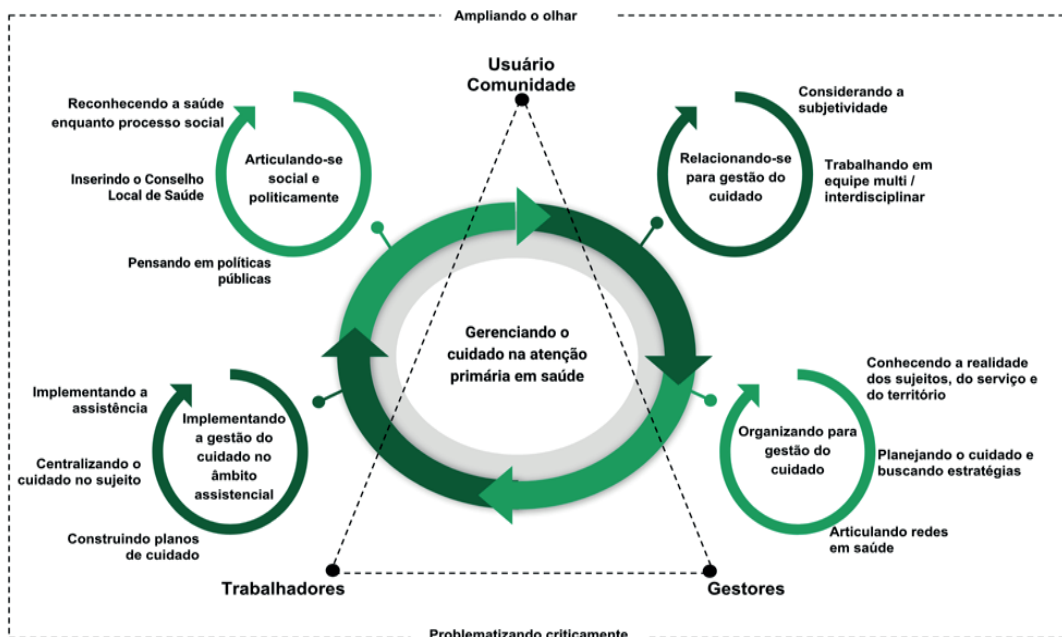 Ampliando o olhar
Usuário
Comunidade
Reconhecendo a saúde
enquanto processo social
Inserindo o Conselho
Local de Saúde
Pensando em políticas
públicas
Articulando-se
social e
politicamente
Considerando a
subjetividade
Relacionando-se
para gestão do
cuidado
Trabalhando em
equipe multi /
interdisciplinar
Gerenciando o
cuidado na atenção
primária em saúde
Implementando a
assistência
Centralizando o
cuidado no sujeito
Construindo planos
de cuidado
Implementando
a gestão do
cuidado no
âmbito
assistencial
Conhecendo a realidade
dos sujeitos, do serviço e
do território
Organizando para
gestão do
cuidado
Planejando o cuidado e
buscando estratégias
Articulando redes
em saúde
Trabalhadores
Gestores
Problematizando criticamente